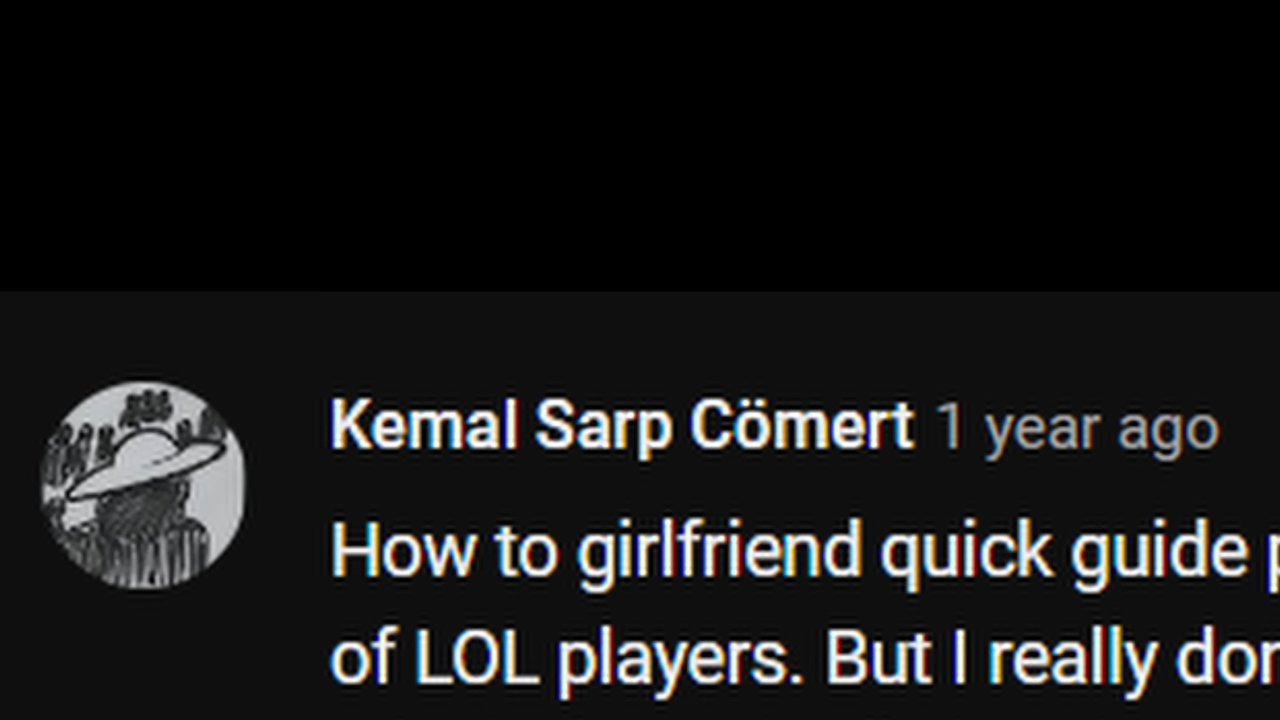 Kemal Sarp Cömert 1 year ago
How to girlfriend quick guide
of LOL players. But I really